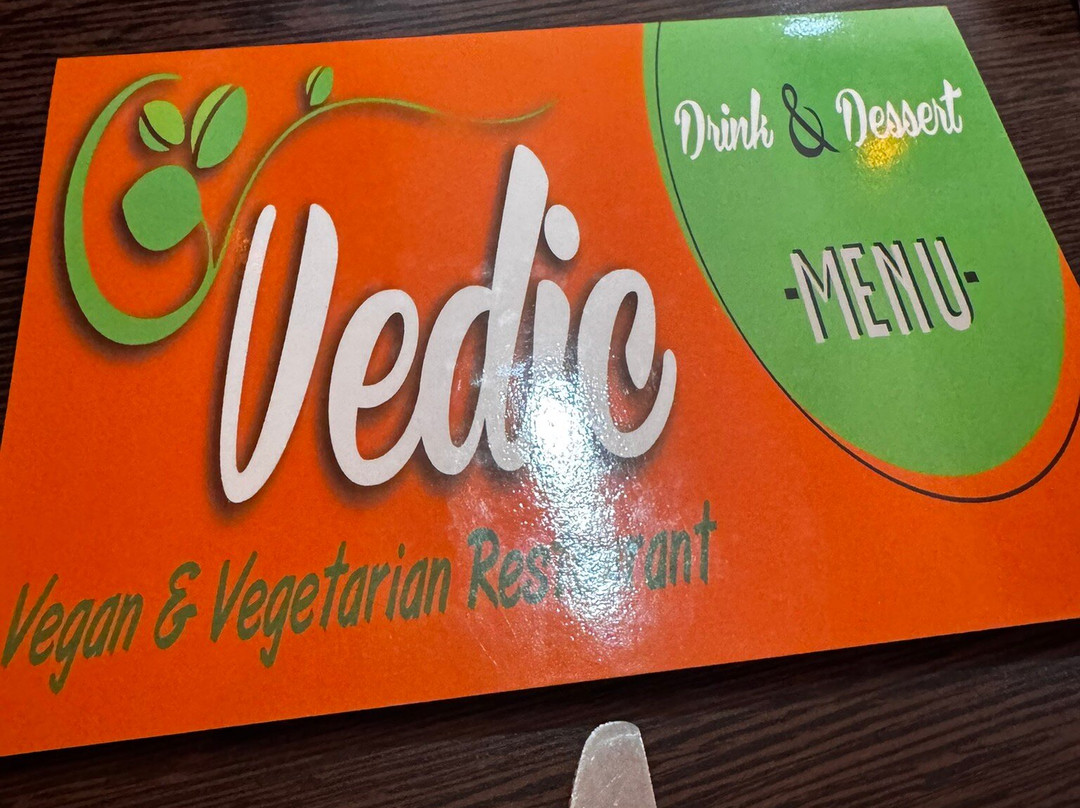 Drink & Dessert
MENU
Vedic
Vegan & Vegetarian Restaurant